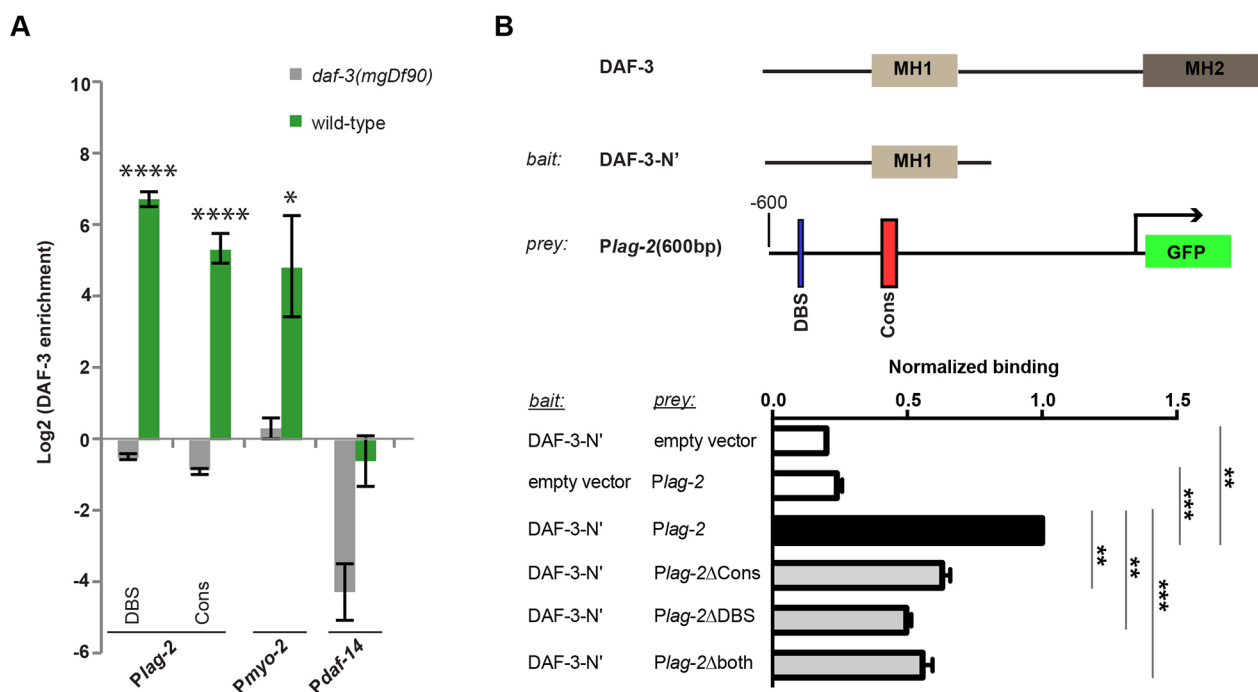 A
daf-3(mgDf90)
wild-type
Log2 (DAF-3 enrichment)
10
8
6
4
2
0
-2
-4
-6
****
****
*
DBS
Cons
Plag-2
Pmyo-2
Pdaf-14
B
DAF-3
MH1
MH2
bait:
DAF-3-N'
MH1
-600
prey:
Plag-2(600bp)
GFP
DBS
Cons
Normalized binding
bait:
prey:
0.0
0.5
1.0
1.5
DAF-3-N'
empty vector
empty vector
Plag-2
DAF-3-N'
Plag-2
DAF-3-N'
Plag-2ΔCons
DAF-3-N'
Plag-2ΔDBS
DAF-3-N'
Plag-2Δboth
**
**
***
***
**